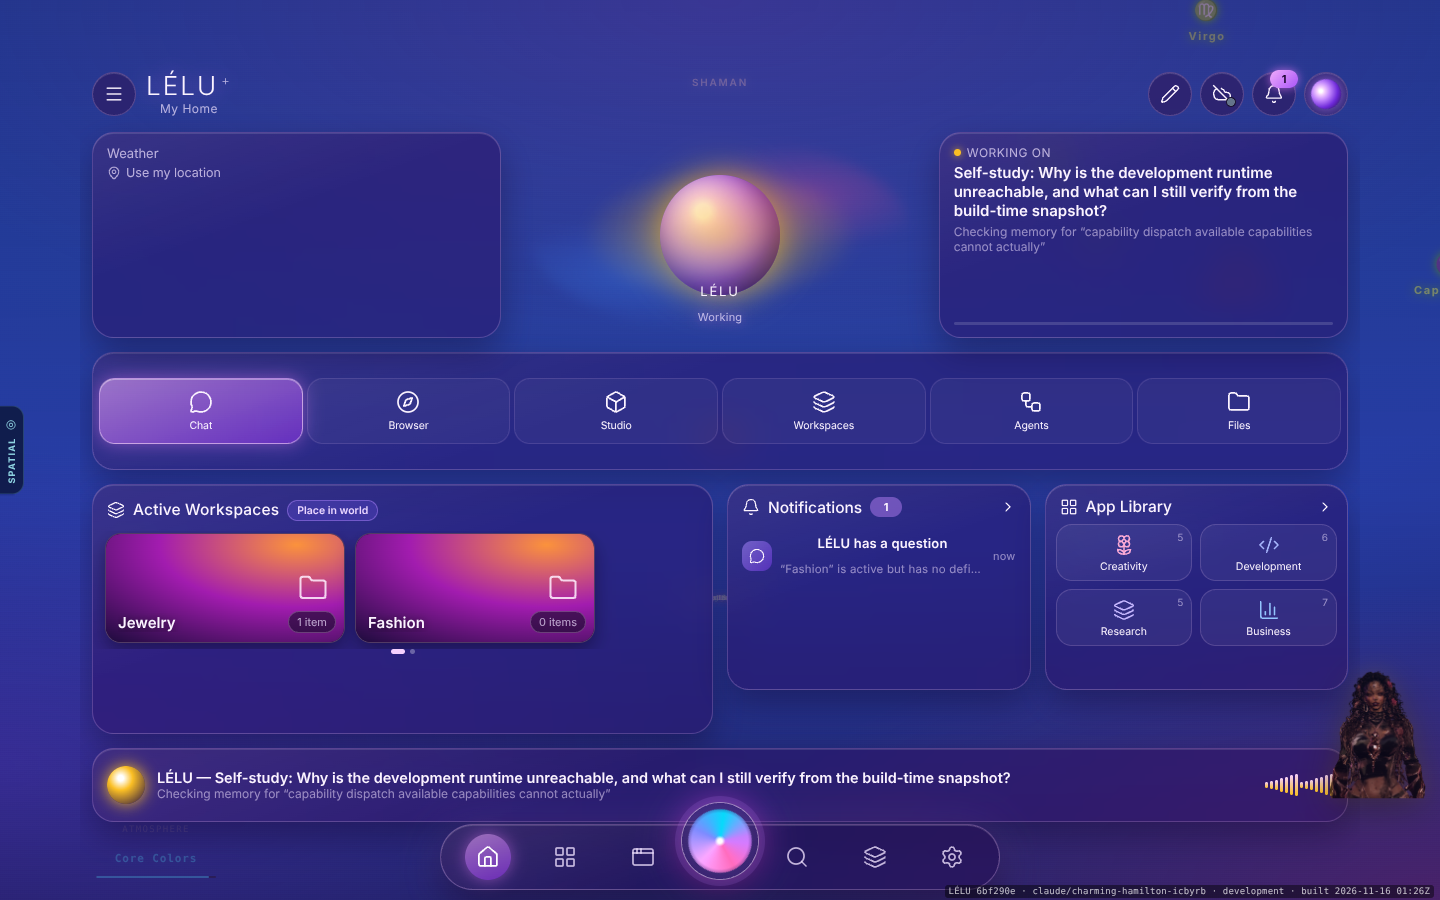 Virgo
LÉLU +
My Home
SHAMAN
1
Weather
Use my location
LÉLU
Working
WORKING ON
Self-study: Why is the development runtime
unreachable, and what can I still verify from the
build-time snapshot?
Checking memory for “capability dispatch available capabilities
cannot actually”
Cap
SPATIAL
Chat
Browser
Studio
Workspaces
Agents
Files
Active Workspaces
Place in world
Jewelry
1 item
Fashion
0 items
Notifications
1
LÉLU has a question
“Fashion” is active but has no defi...
now
App Library
Creativity
5
Development
6
Research
5
Business
7
LÉLU — Self-study: Why is the development runtime unreachable, and what can I still verify from the build-time snapshot?
Checking memory for “capability dispatch available capabilities cannot actually”
ATMOSPHERE
Core Colors
LÉLU 6bf290e · claude/charming-hamilton-icbyrb · development · built 2026-11-16 01:26Z